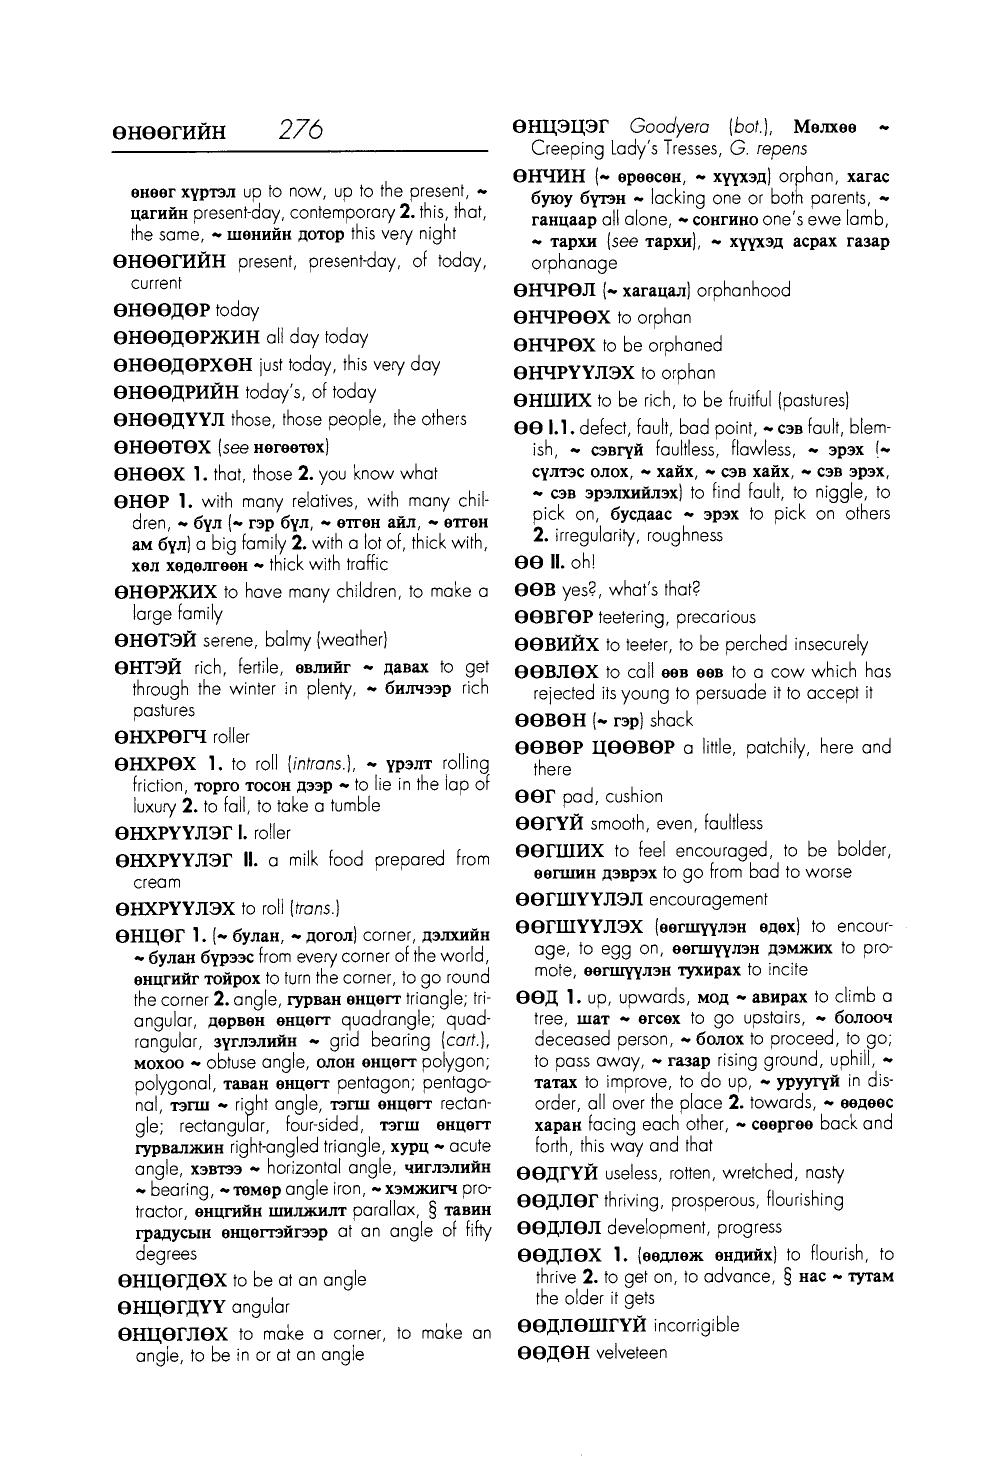 ӨНӨӨГИЙН 276
өнөөг хүртэл up to now, up to the present, ~
цагийн present-day, contemporary 2. this, that,
the same, ~ шөнийн дотор this very night
ӨНӨӨГИЙН present, present-day, of today,
current
ӨНӨӨДӨР today
ӨНӨӨДӨРЖИН all day today
ӨНӨӨДӨРХӨН just today, this very day
ӨНӨӨДРИЙН today's, of today
ӨНӨӨДҮҮЛ those, those people, the others
ӨНӨӨТӨХ (see нөгөөтөх)
ӨНӨӨХ 1. that, those 2. you know what
ӨНӨР 1. with many relatives, with many chil-
dren, ~ бүл (~ гэр бүл, ~ өтгөн айл, ~ өтгөн
ам бүл) a big family 2. with a lot of, thick with,
хөл хөдөлгөөн ~ thick with traffic
ӨНӨРЖИХ to have many children, to make a
large family
ӨНӨТЭЙ serene, balmy (weather)
ӨНТЭЙ rich, fertile, өвлийг ~ давах to get
through the winter in plenty, ~ билчээр rich
pastures
ӨНХРӨГЧ roller
ӨНХРӨХ 1. to roll (intrans.), ~ үрэлт rolling
friction, торго тосон дээр ~ to lie in the lap of
luxury 2. to fall, to take a tumble
ӨНХРҮҮЛЭГ I. roller
ӨНХРҮҮЛЭГ II. a milk food prepared from
cream
ӨНХРҮҮЛЭХ to roll (trans.)
ӨНЦӨГ 1. (~ булан, ~ догол) corner, дэлхийн
~ булан бүрээс from every corner of the world,
өнцгийг тойрох to turn the corner, to go round
the corner 2. angle, гурван өнцөгт triangle; tri-
angular, дөрвөн өнцөгт quadrangle; quad-
rangular, зүглэлийн ~ grid bearing (cart.),
мохоо ~ obtuse angle, олон өнцөгт polygon;
polygonal, таван өнцөгт pentagon; pentago-
nal, тэгш ~ right angle, тэгш өнцөгт rectan-
gle; rectangular, four-sided, тэгш өнцөгт
гурвалжин right-angled triangle, хурц ~ acute
angle, хэвтээ ~ horizontal angle, чиглэлийн
~ bearing, ~ төмөр angle iron, ~ хэмжигч pro-
tractor, өнцгийн шилжилт parallax, § тавин
градусын өнцөгтэйгээр at an angle of fifty
degrees
ӨНЦӨГДӨХ to be at an angle
ӨНЦӨГДҮҮ angular
ӨНЦӨГЛӨХ to make a corner, to make an
angle, to be in or at an angle
ӨНЦЭЦЭГ Goodyera (bot.), Мөлхөө ~
Creeping Lady's Tresses, G. repens
ӨНЧИН (~ өрөөсөн, ~ хүүхэд) orphan, хагас
буюу бүтэн ~ lacking one or both parents, ~
ганцаар all alone, ~ сонгино one's ewe lamb,
~ тархи (see тархи), ~ хүүхэд асрах газар
orphanage
ӨНЧРӨЛ (~ хагацал) orphanhood
ӨНЧРӨӨХ to orphan
ӨНЧРӨХ to be orphaned
ӨНЧРҮҮЛЭХ to orphan
ӨНШИХ to be rich, to be fruitful (pastures)
ӨӨ I.1. defect, fault, bad point, ~ сэв fault, blem-
ish, ~ сэвгүй faultless, flawless, ~ эрэх (~
сүлтэс олох, ~ хайх, ~ сэв хайх, ~ сэв эрэх,
~ сэв эрэлхийлэх) to find fault, to niggle, to
pick on, бусдаас ~ эрэх to pick on others
2. irregularity, roughness
ӨӨ II. oh!
ӨӨВ yes?, what's that?
ӨӨВГӨР teetering, precarious
ӨӨВИЙХ to teeter, to be perched insecurely
ӨӨВЛӨХ to call өөв өөв to a cow which has
rejected its young to persuade it to accept it
ӨӨВӨН (~ гэр) shack
ӨӨВӨР ЦӨӨВӨР a little, patchily, here and
there
ӨӨГ pad, cushion
ӨӨГҮЙ smooth, even, faultless
ӨӨГШИХ to feel encouraged, to be bolder,
өөгшин дэврэх to go from bad to worse
ӨӨГШҮҮЛЭЛ encouragement
ӨӨГШҮҮЛЭХ (өөгшүүлэн өдөх) to encour-
age, to egg on, өөгшүүлэн дэмжих to pro-
mote, өөгшүүлэн тухирах to incite
ӨӨД 1. up, upwards, мод ~ авирах to climb a
tree, шат ~ өгсөх to go upstairs, ~ болооч
deceased person, ~ болох to proceed, to go;
to pass away, ~ газар rising ground, uphill, ~
татах to improve, to do up, ~ уруугүй in dis-
order, all over the place 2. towards, ~ өөдөөс
харан facing each other, ~ сөөргөө back and
forth, this way and that
ӨӨДГҮЙ useless, rotten, wretched, nasty
ӨӨДЛӨГ thriving, prosperous, flourishing
ӨӨДЛӨЛ development, progress
ӨӨДЛӨХ 1. (өөдлөж өндийх) to flourish, to
thrive 2. to get on, to advance, § нас ~ тутам
the older it gets
ӨӨДЛӨШГҮЙ incorrigible
ӨӨДӨН velveteen